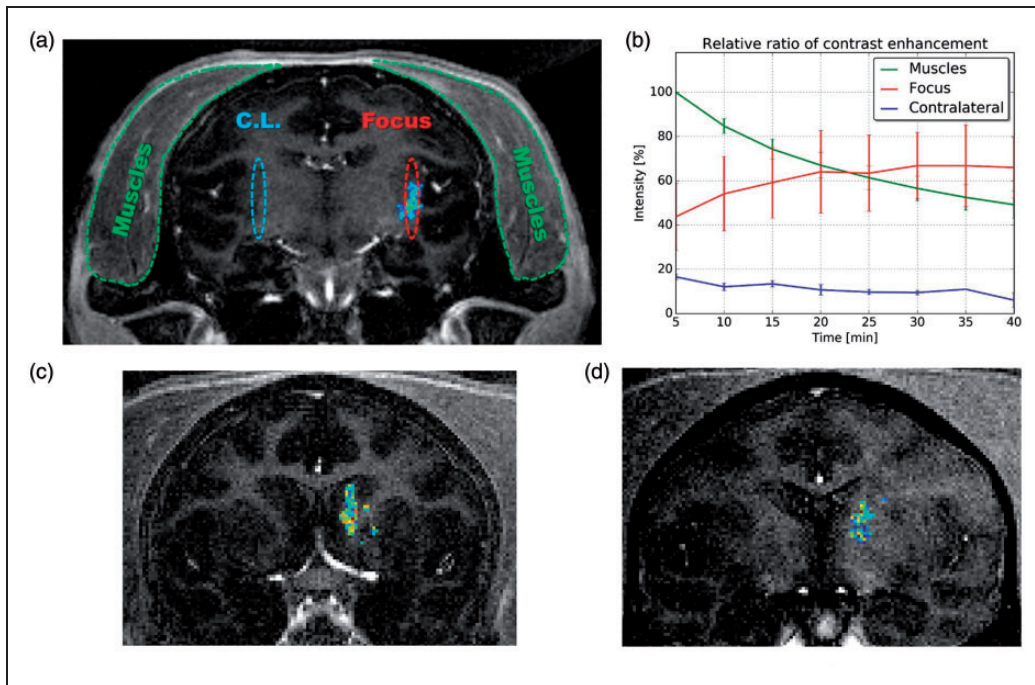 (a)
C.L.
Focus
Muscles
Muscles
(b)
Relative ratio of contrast enhancement
Muscles
Focus
Contralateral
Intensity [%]
100
80
60
40
20
0
5 10 15 20 25 30 35 40
Time [min]
(c)
(d)